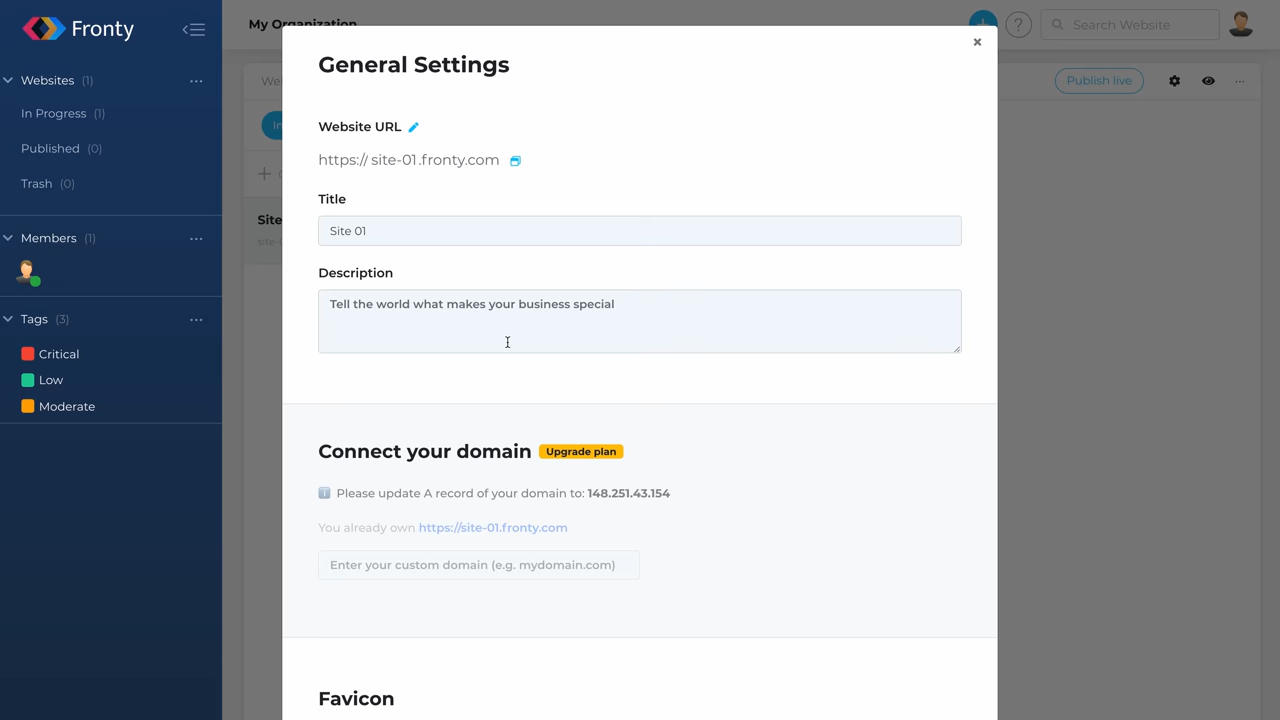 Fronty
Websites (1)
In Progress (1)
Published (0)
Trash (0)
Members (1)
Tags (3)
Critical
Low
Moderate
My Organization
?
Search Website
Publish live
Site
General Settings
Website URL
https:// site-01.fronty.com
Title
Site 01
Description
Tell the world what makes your business special
Connect your domain Upgrade plan
Please update A record of your domain to: 148.251.43.154
You already own https://site-01.fronty.com
Enter your custom domain (e.g. mydomain.com)
Favicon